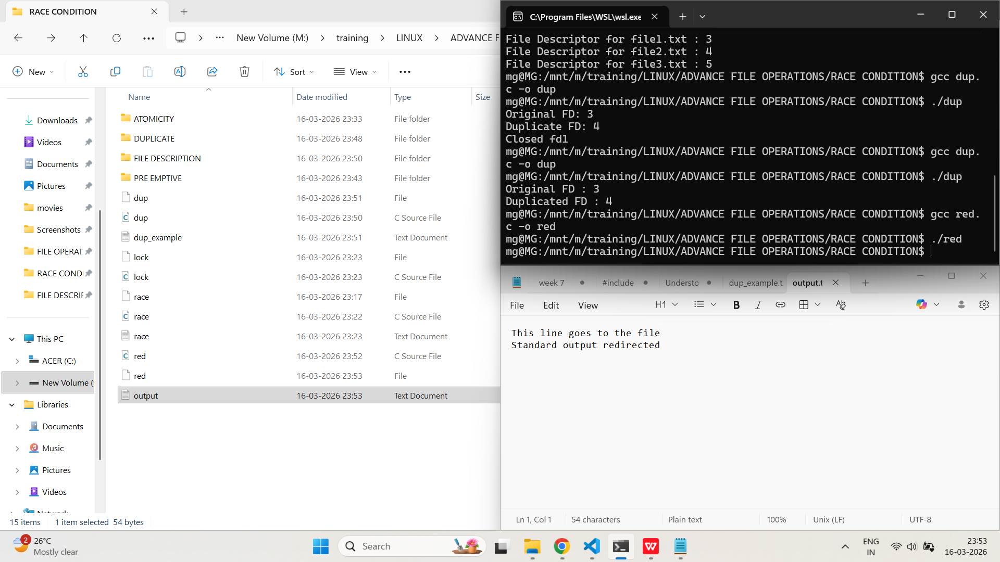 RACE CONDITION
New Volume (M:)
training
LINUX
ADVANCE F
New
Sort
View
Name
Date modified
Type
Size
Downloads
Videos
Documents
Pictures
movies
Screenshots
FILE OPERAT
RACE CONDI
FILE DESCRIF
This PC
ACER (C:)
New Volume (
Libraries
Documents
Music
Pictures
Videos
ATOMICITY 16-03-2026 23:33 File folder
DUPLICATE 16-03-2026 23:48 File folder
FILE DESCRIPTION 16-03-2026 23:50 File folder
PRE EMPTIVE 16-03-2026 23:43 File folder
dup 16-03-2026 23:51 File
dup 16-03-2026 23:50 C Source File
dup_example 16-03-2026 23:51 Text Document
lock 16-03-2026 23:23 File
lock 16-03-2026 23:23 C Source File
race 16-03-2026 23:17 File
race 16-03-2026 23:22 C Source File
race 16-03-2026 23:23 Text Document
red 16-03-2026 23:52 C Source File
red 16-03-2026 23:53 File
output 16-03-2026 23:53 Text Document
15 items 1 item selected 54 bytes
C:\Program Files\WSL\wsl.exe
File Descriptor for file1.txt : 3
File Descriptor for file2.txt : 4
File Descriptor for file3.txt : 5
mg@MG:/mnt/m/training/LINUX/ADVANCE FILE OPERATIONS/RACE CONDITION$ gcc dup.
c -o dup
mg@MG:/mnt/m/training/LINUX/ADVANCE FILE OPERATIONS/RACE CONDITION$ ./dup
Original FD: 3
Duplicate FD: 4
Closed fd1
mg@MG:/mnt/m/training/LINUX/ADVANCE FILE OPERATIONS/RACE CONDITION$ gcc dup.
c -o dup
mg@MG:/mnt/m/training/LINUX/ADVANCE FILE OPERATIONS/RACE CONDITION$ ./dup
Original FD : 3
Duplicated FD : 4
mg@MG:/mnt/m/training/LINUX/ADVANCE FILE OPERATIONS/RACE CONDITION$ gcc red.
c -o red
mg@MG:/mnt/m/training/LINUX/ADVANCE FILE OPERATIONS/RACE CONDITION$ ./red
mg@MG:/mnt/m/training/LINUX/ADVANCE FILE OPERATIONS/RACE CONDITION$
week 7
#include
Understo
dup_example.t
output.t
File
Edit
View
H1
This line goes to the file
Standard output redirected
Ln 1, Col 1
54 characters
Plain text
100%
Unix (LF)
UTF-8
2
26°C
Mostly clear
Search
ENG
IN
23:53
16-03-2026